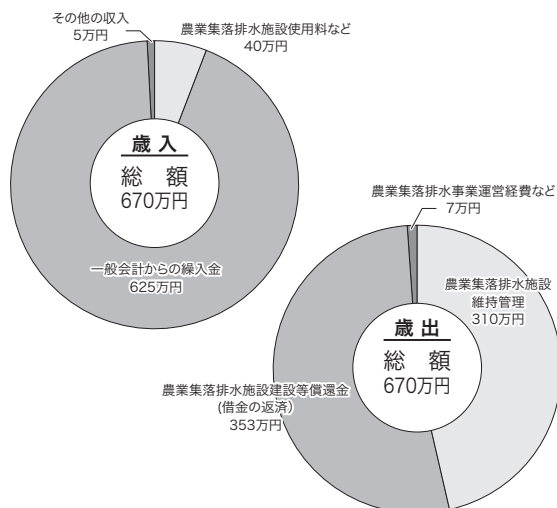 その他の収入
5万円
農業集落排水施設使用料など
40万円
歳入
総　額
670万円
一般会計からの繰入金
625万円
農業集落排水事業運営経費など
7万円
農業集落排水施設
維持管理
310万円
歳出
総　額
670万円
農業集落排水施設建設等償還金
(借金の返済）
353万円